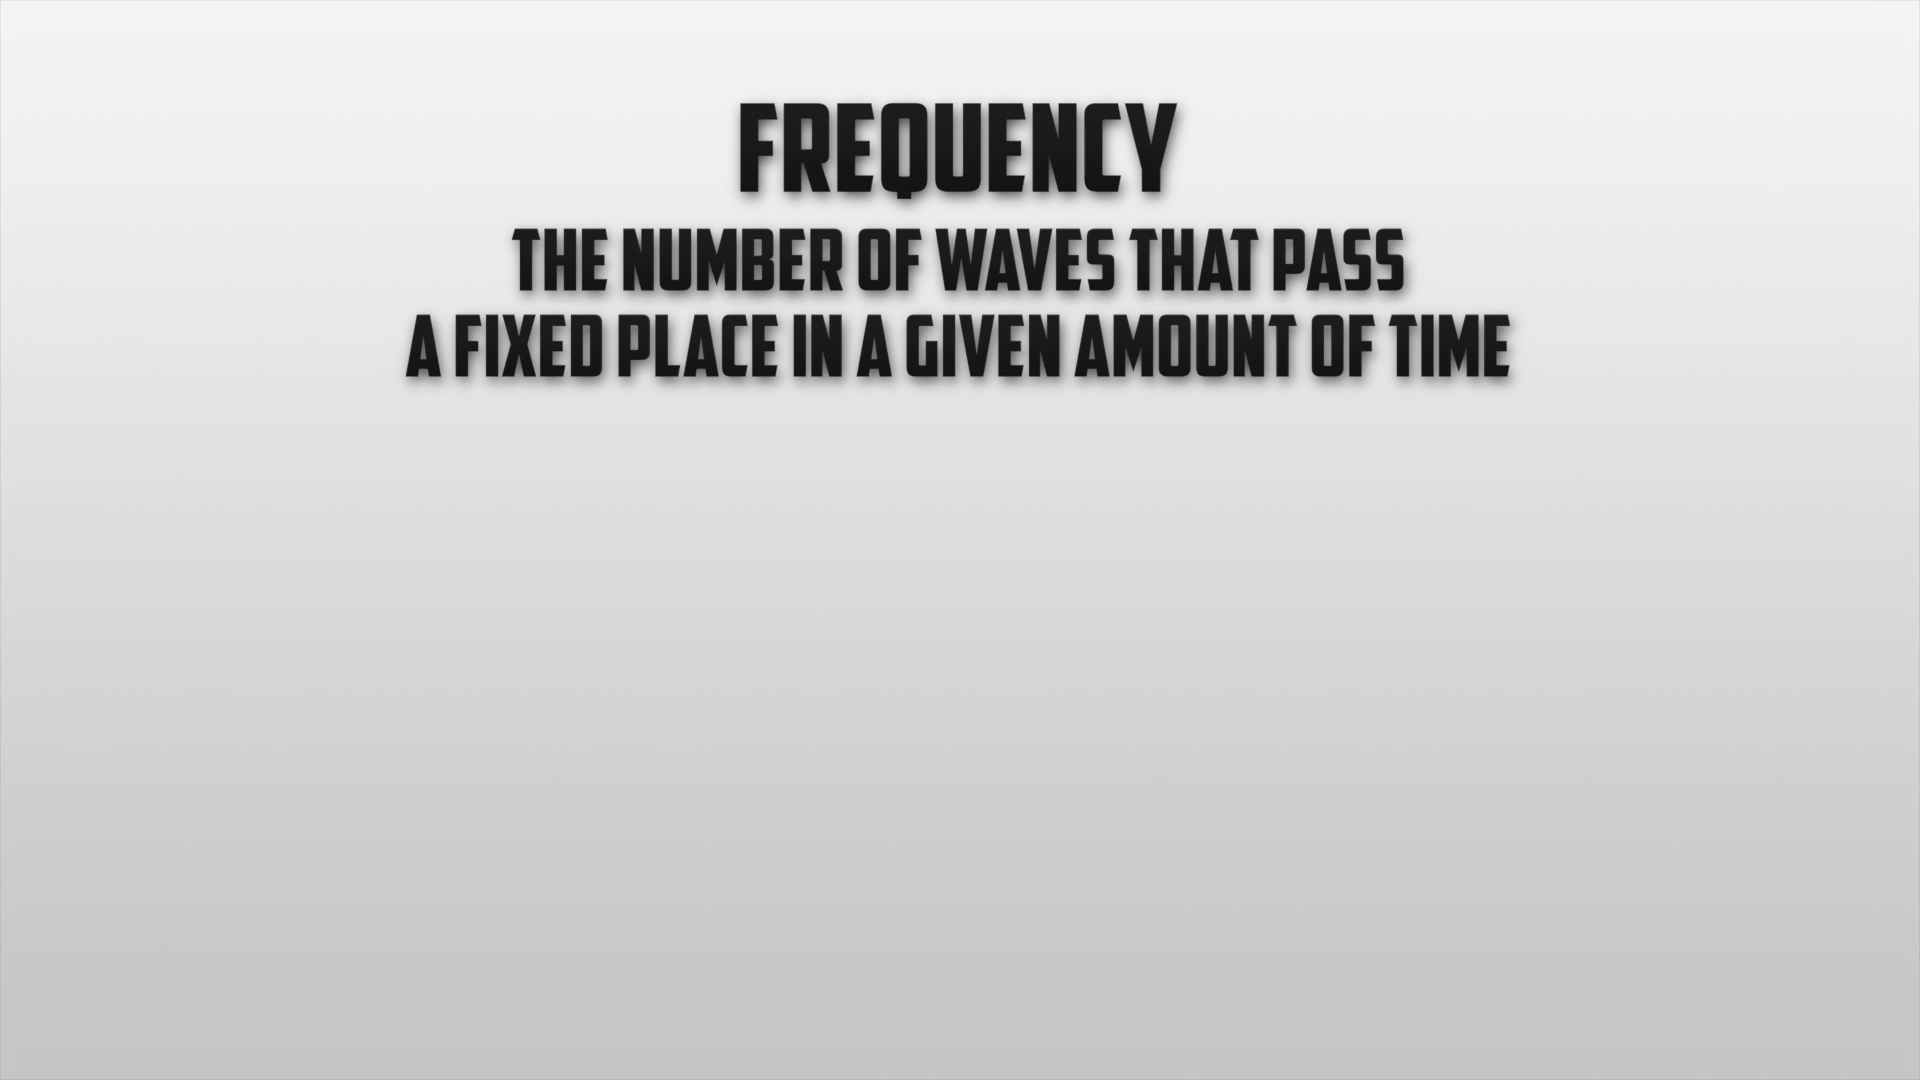 FREQUENCY
THE NUMBER OF WAVES THAT PASS
A FIXED PLACE IN A GIVEN AMOUNT OF TIME